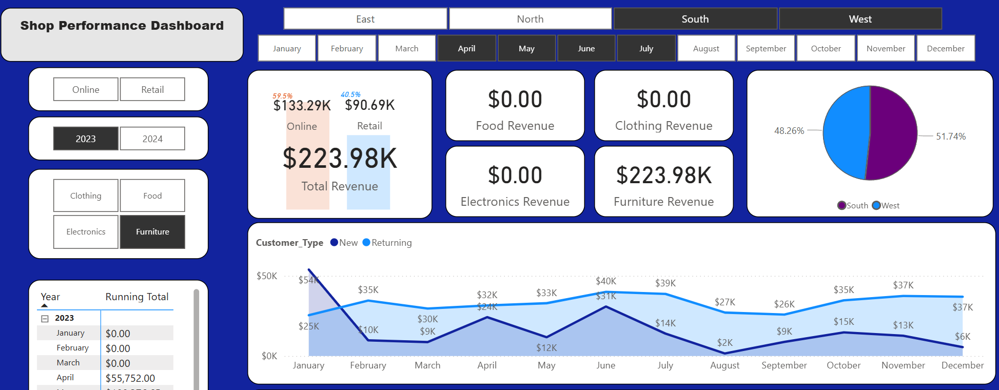 Shop Performance Dashboard
East North South West
January February March April May June July August September October November December
Online Retail
2023 2024
Clothing Food
Electronics Furniture
Year Running Total
2023
January $0.00
February $0.00
March $0.00
April $55,752.00
59.5% 40.5%
$133.29K $90.69K
Online Retail
$223.98K
Total Revenue
$0.00
Food Revenue
$0.00
Clothing Revenue
$0.00
Electronics Revenue
$223.98K
Furniture Revenue
48.26%
51.74%
South West
Customer_Type New Returning
$50K
$0K
$54K $10K $9K $24K $12K $31K $14K $2K $9K $15K $13K $6K
$25K $35K $30K $32K $33K $40K $39K $27K $26K $35K $37K $37K
January February March April May June July August September October November December